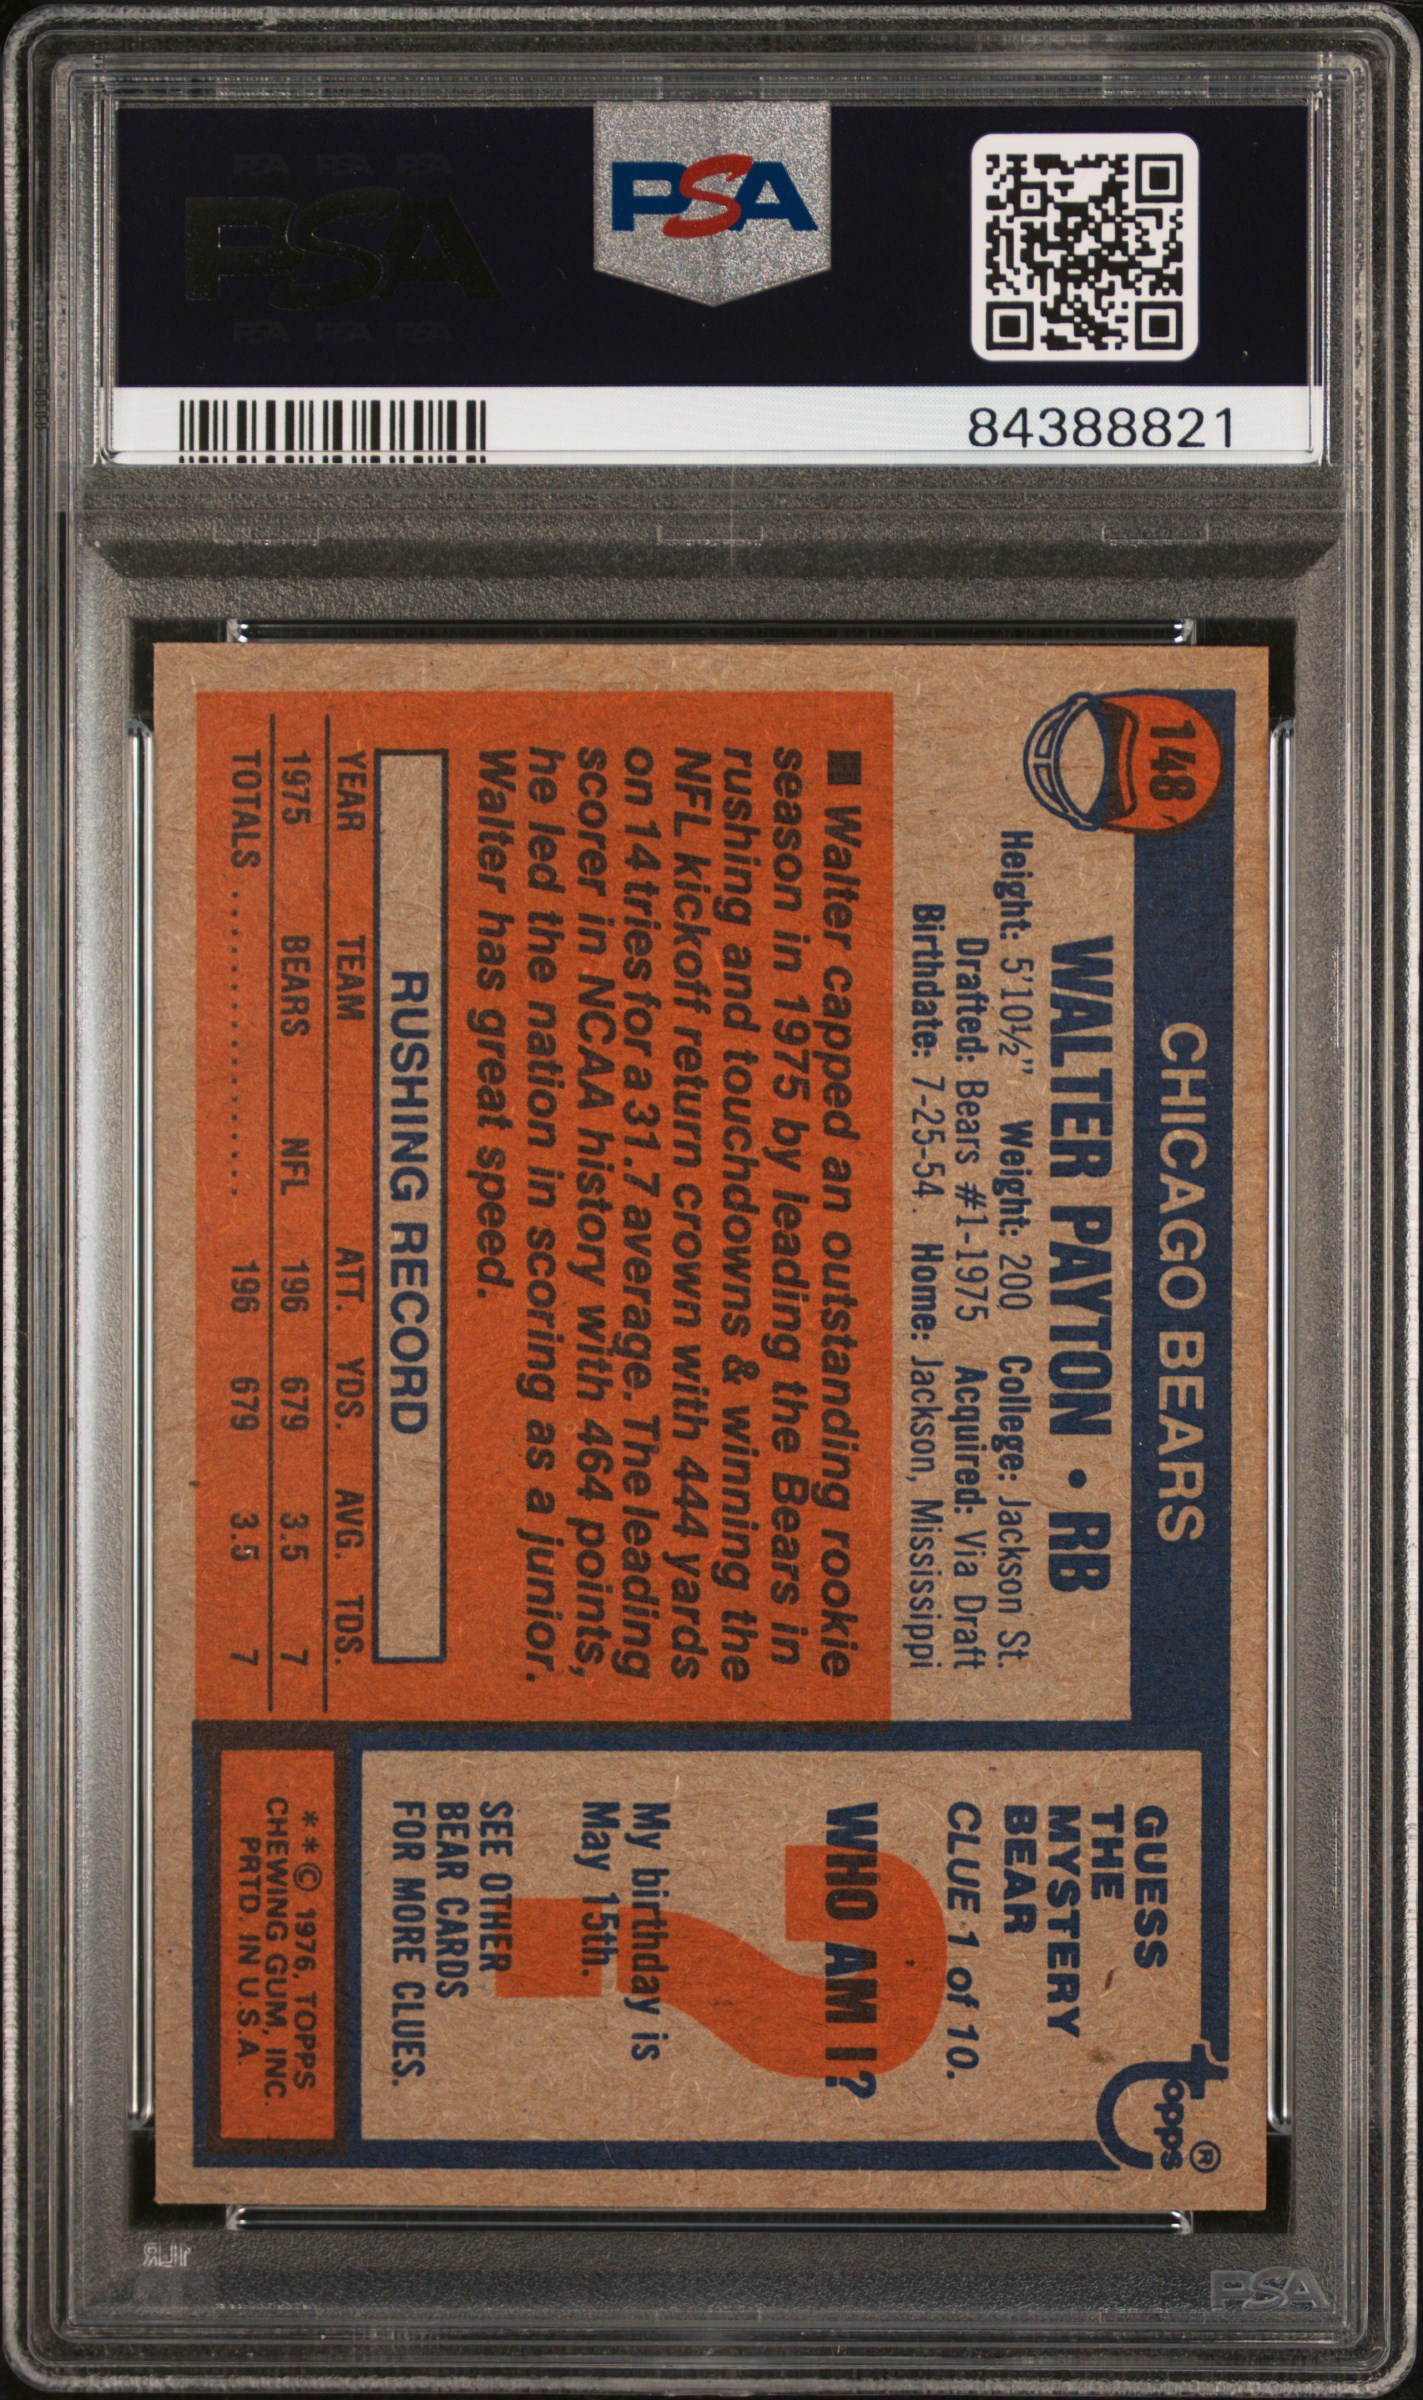 PSA PSA PSA
PSA
PSA PSA PSA
PSA
84388821
148
CHICAGO BEARS
WALTER PAYTON • RB
Height: 5'10½" Weight: 200 College: Jackson St.
Drafted: Bears #1-1975 Acquired: Via Draft
Birthdate: 7-25-54 Home: Jackson, Mississippi
■ Walter capped an outstanding rookie
season in 1975 by leading the Bears in
rushing and touchdowns & winning the
NFL kickoff return crown with 444 yards
on 14 tries for a 31.7 average. The leading
scorer in NCAA history with 464 points,
he led the nation in scoring as a junior.
Walter has great speed.
RUSHING RECORD
YEAR TEAM ATT. YDS. AVG. TDS.
1975 BEARS NFL 196 679 3.5 7
TOTALS .................. 196 679 3.5 7
topps®
GUESS
THE
MYSTERY
BEAR
CLUE 1 of 10.
WHO AM I?
My birthday is
May 15th.
SEE OTHER
BEAR CARDS
FOR MORE CLUES.
**© 1976, TOPPS
CHEWING GUM, INC.
PRTD. IN U.S.A.
PSA